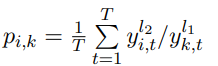 $p_{i,k} = \frac{1}{T} \sum_{t=1}^{T} y_{i,t}^{l_2} / y_{k,t}^{l_1}$